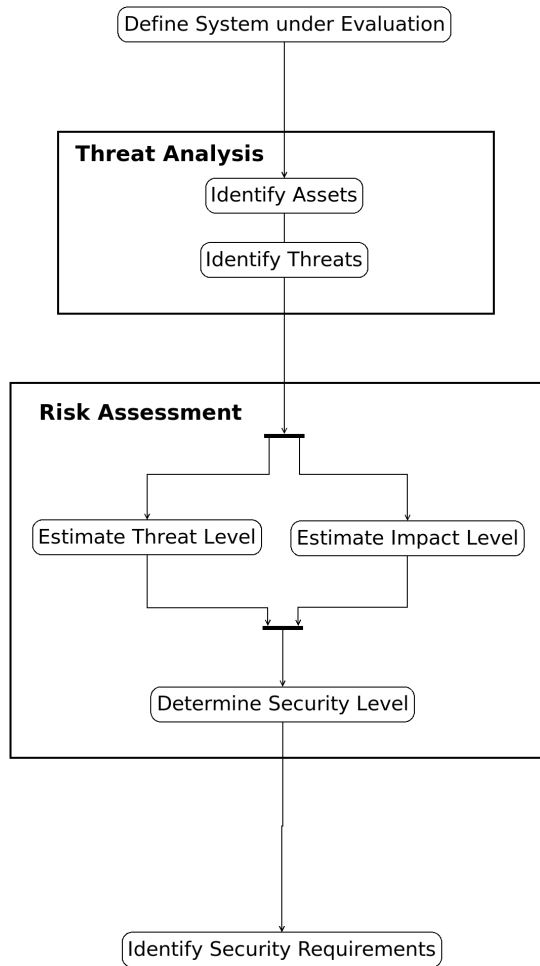 Define System under Evaluation
Threat Analysis
Identify Assets
Identify Threats
Risk Assessment
Estimate Threat Level
Estimate Impact Level
Determine Security Level
Identify Security Requirements